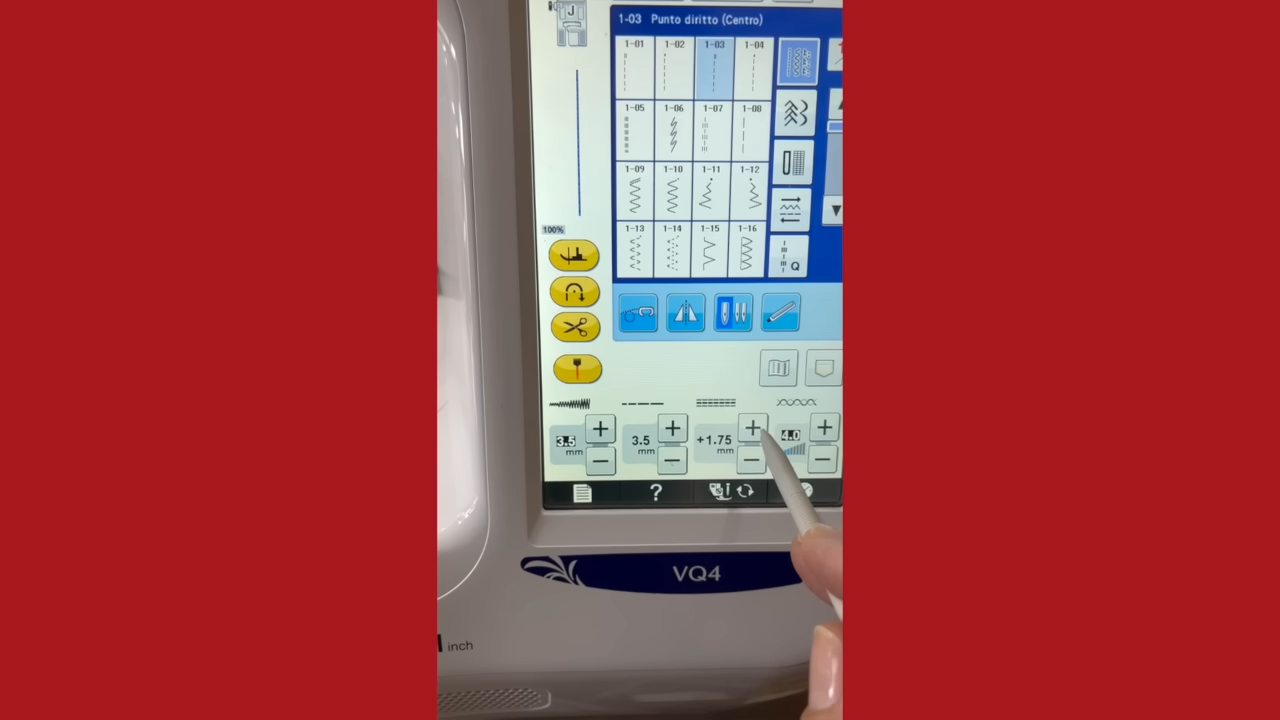 J
1-03 Punto diritto (Centro)
1-01 1-02 1-03 1-04
1-05 1-06 1-07 1-08
1-09 1-10 1-11 1-12
1-13 1-14 1-15 1-16
Q
100%
3.5 mm + −
3.5 mm + −
+1.75 mm + −
4.0 + −
?
VQ4
inch